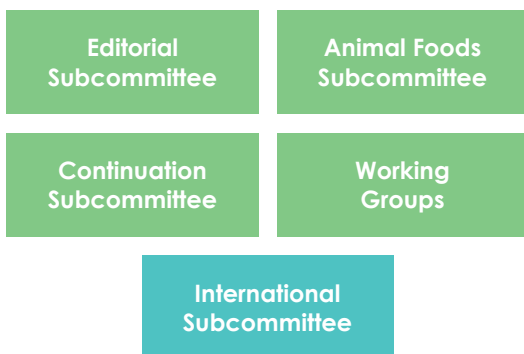 Editorial
Subcommittee
Animal Foods
Subcommittee
Continuation
Subcommittee
Working
Groups
International
Subcommittee